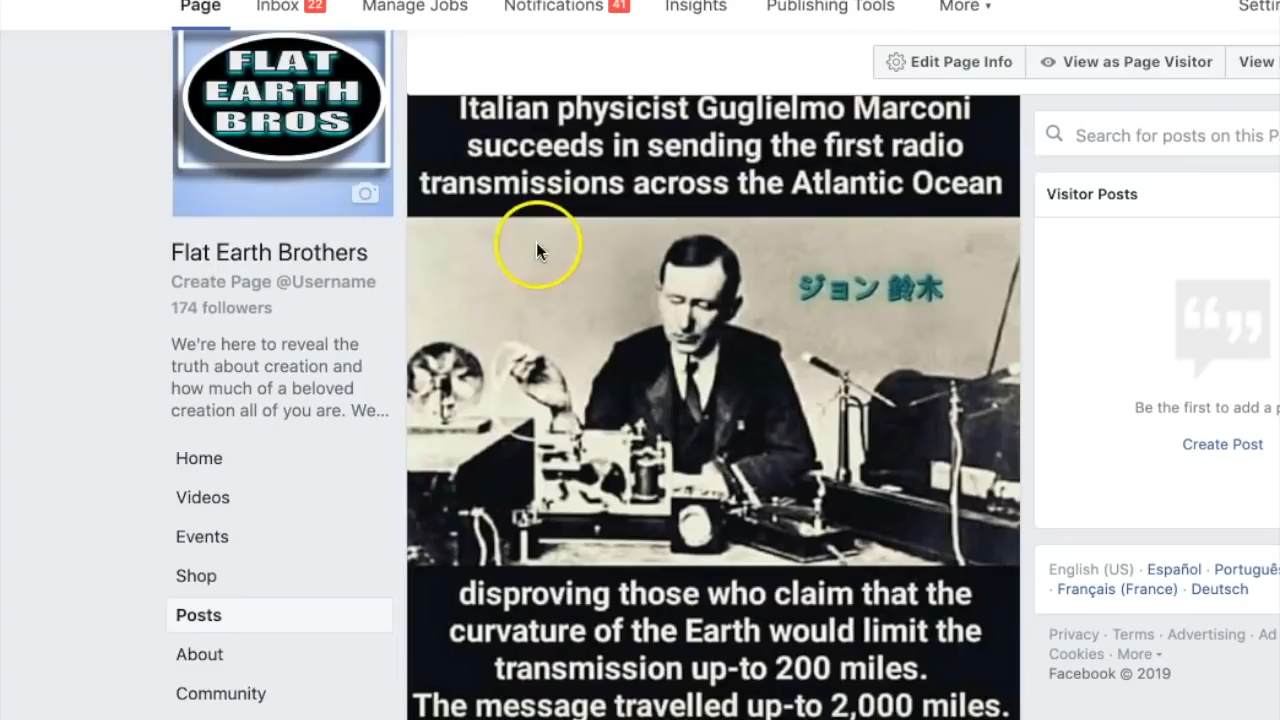 Page
Inbox 22
Manage Jobs
Notifications 41
Insights
Publishing Tools
More
Edit Page Info
View as Page Visitor
View
FLAT
EARTH
BROS
Flat Earth Brothers
Create Page @Username
174 followers
We're here to reveal the
truth about creation and
how much of a beloved
creation all of you are. We...
Home
Videos
Events
Shop
Posts
About
Community
Italian physicist Guglielmo Marconi
succeeds in sending the first radio
transmissions across the Atlantic Ocean
ジョン 鈴木
disproving those who claim that the
curvature of the Earth would limit the
transmission up-to 200 miles.
The message travelled up-to 2,000 miles.
Search for posts on this P
Visitor Posts
Be the first to add a p
Create Post
English (US) · Español · Portuguê
· Français (France) · Deutsch
Privacy · Terms · Advertising · Ad
Cookies · More
Facebook © 2019